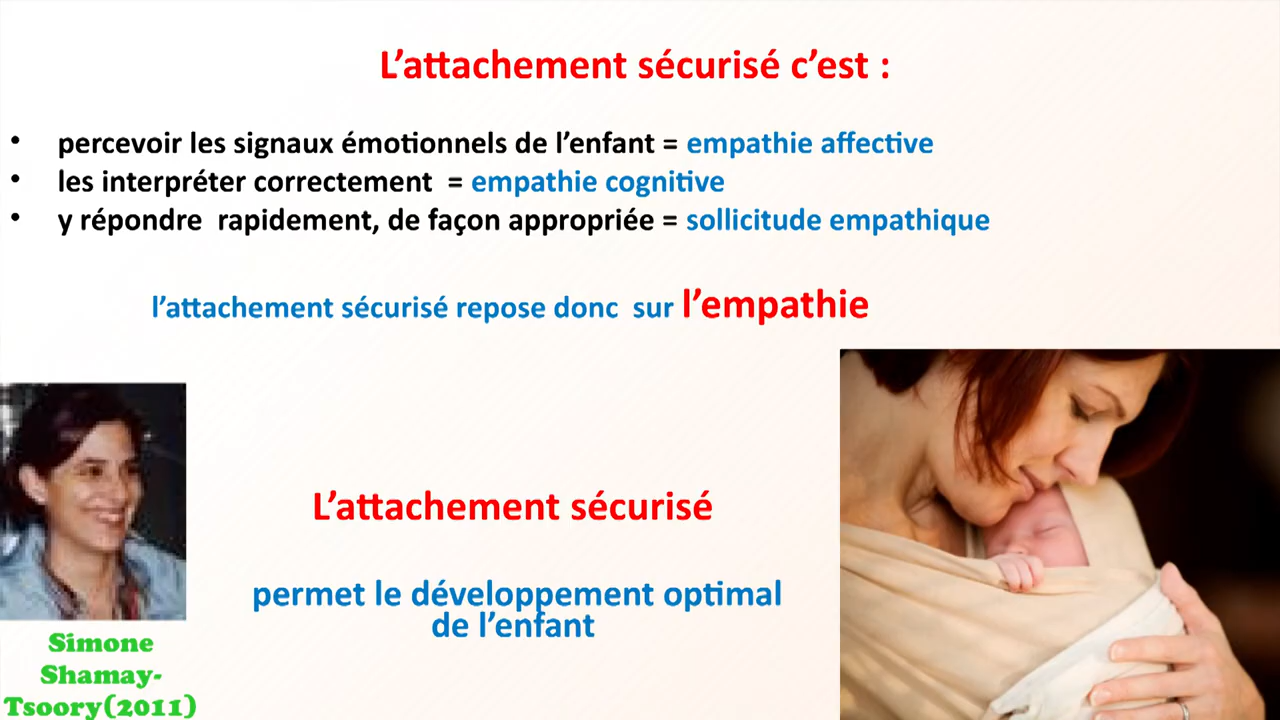 L’attachement sécurisé c’est :
• percevoir les signaux émotionnels de l’enfant = empathie affective
• les interpréter correctement = empathie cognitive
• y répondre rapidement, de façon appropriée = sollicitude empathique
l’attachement sécurisé repose donc sur l’empathie
L’attachement sécurisé
permet le développement optimal
de l’enfant
Simone
Shamay-
Tsoory(2011)